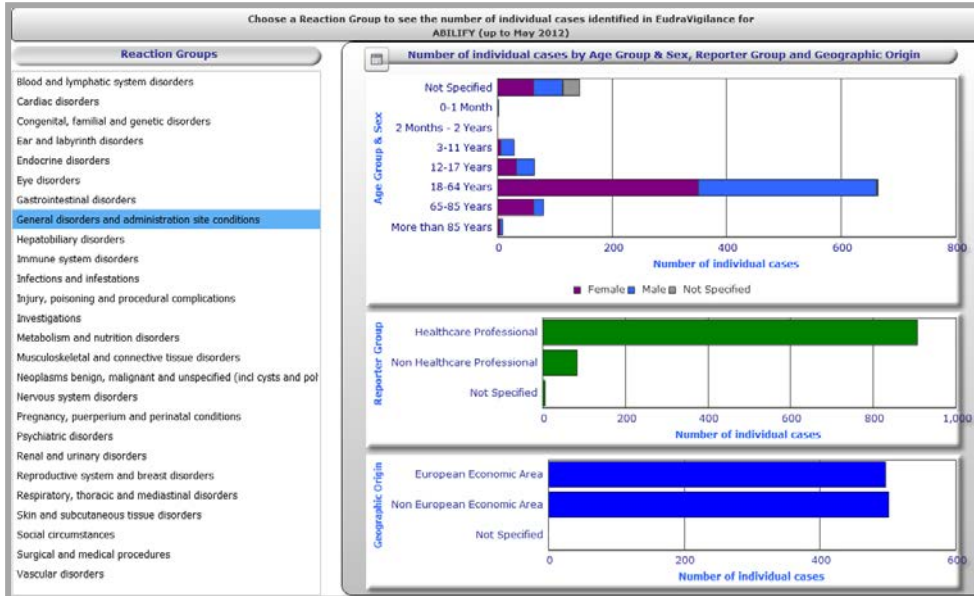 Choose a Reaction Group to see the number of individual cases identified in EudraVigilance for
ABILIFY (up to May 2012)
Reaction Groups
Blood and lymphatic system disorders
Cardiac disorders
Congenital, familial and genetic disorders
Ear and labyrinth disorders
Endocrine disorders
Eye disorders
Gastrointestinal disorders
General disorders and administration site conditions
Hepatobiliary disorders
Immune system disorders
Infections and infestations
Injury, poisoning and procedural complications
Investigations
Metabolism and nutrition disorders
Musculoskeletal and connective tissue disorders
Neoplasms benign, malignant and unspecified (incl cysts and pol
Nervous system disorders
Pregnancy, puerperium and perinatal conditions
Psychiatric disorders
Renal and urinary disorders
Reproductive system and breast disorders
Respiratory, thoracic and mediastinal disorders
Skin and subcutaneous tissue disorders
Social circumstances
Surgical and medical procedures
Vascular disorders
Number of individual cases by Age Group & Sex, Reporter Group and Geographic Origin
Age Group & Sex
Not Specified
0-1 Month
2 Months - 2 Years
3-11 Years
12-17 Years
18-64 Years
65-85 Years
More than 85 Years
0 200 400 600 800
Number of individual cases
Female Male Not Specified
Reporter Group
Healthcare Professional
Non Healthcare Professional
Not Specified
0 200 400 600 800 1,000
Number of individual cases
Geographic Origin
European Economic Area
Non European Economic Area
Not Specified
0 200 400 600
Number of individual cases